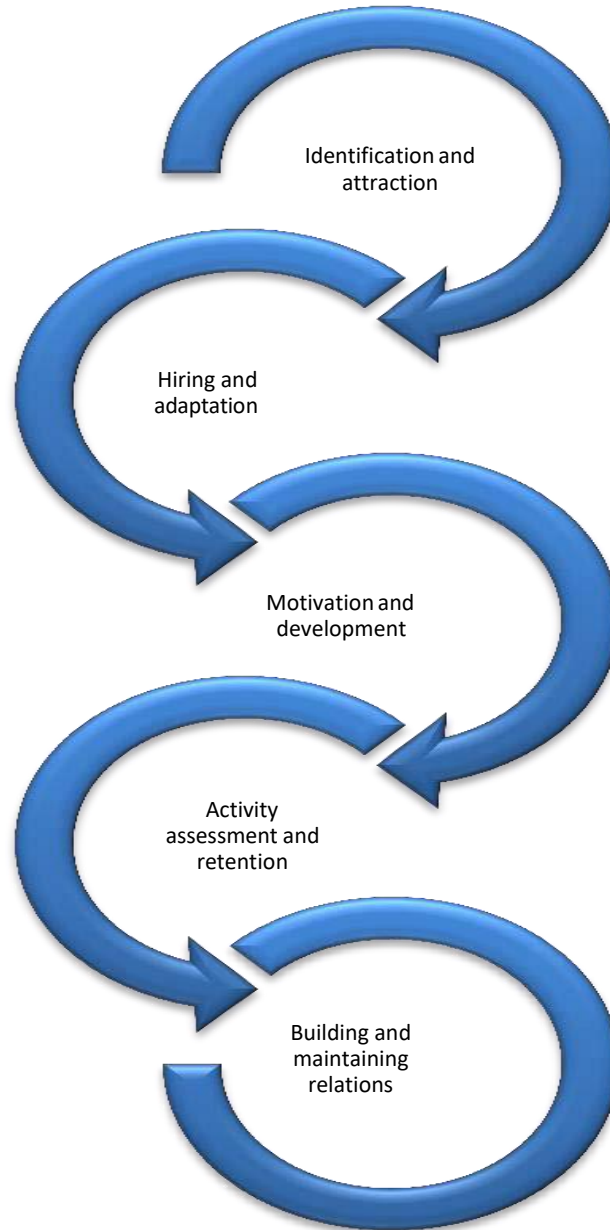 Identification and
attraction
Hiring and
adaptation
Motivation and
development
Activity
assessment and
retention
Building and
maintaining
relations